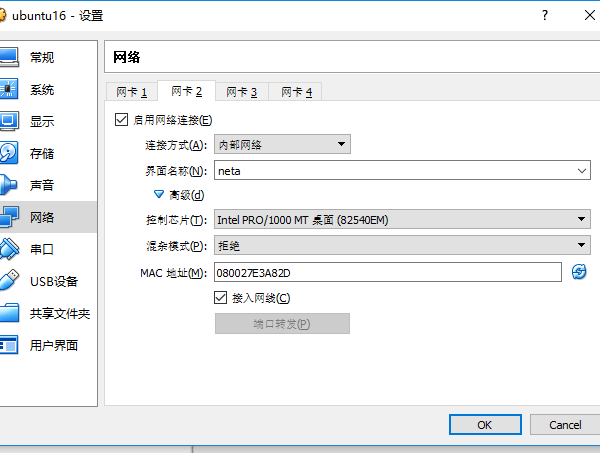 ubuntu16 - 设置
?
常规
系统
显示
存储
声音
网络
串口
USB设备
共享文件夹
用户界面
网络
网卡 1 网卡 2 网卡 3 网卡 4
启用网络连接(E)
连接方式(A): 内部网络
界面名称(N): neta
高级(d)
控制芯片(T): Intel PRO/1000 MT 桌面 (82540EM)
混杂模式(P): 拒绝
MAC 地址(M): 080027E3A82D
接入网线(C)
端口转发(P)
OK Cancel